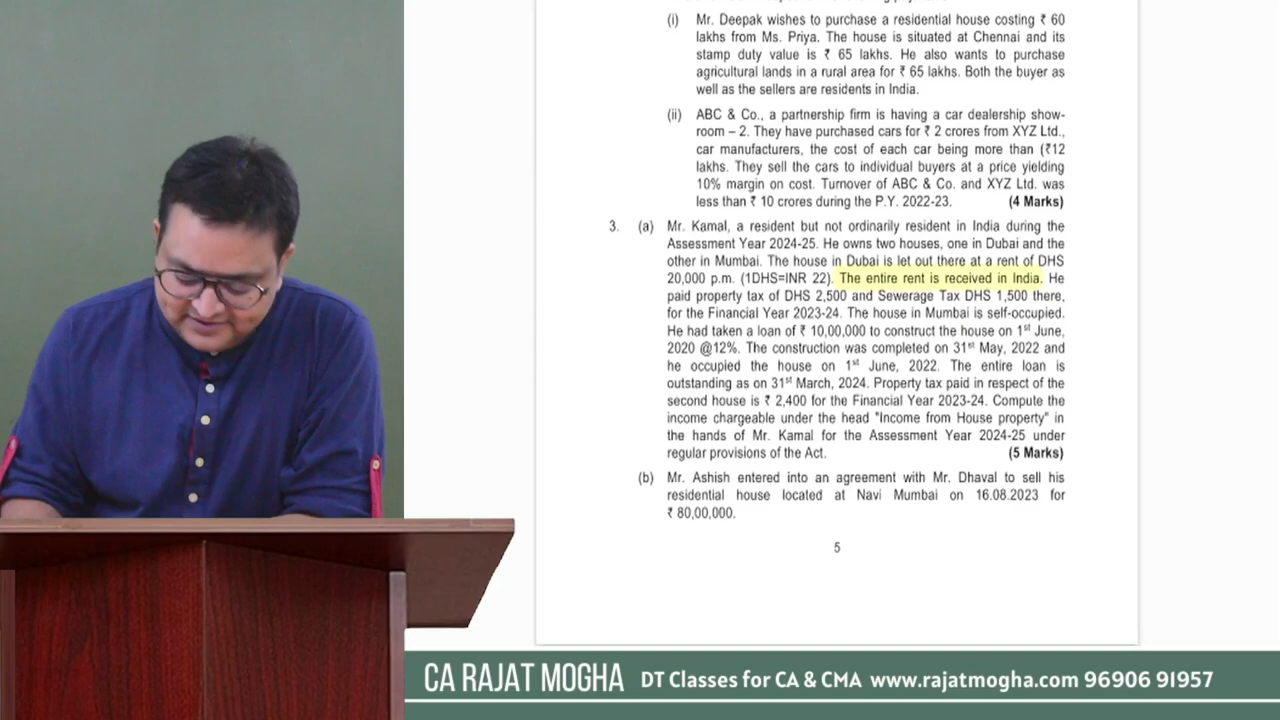 (i) Mr. Deepak wishes to purchase a residential house costing ₹ 60
lakhs from Ms. Priya. The house is situated at Chennai and its
stamp duty value is ₹ 65 lakhs. He also wants to purchase
agricultural lands in a rural area for ₹ 65 lakhs. Both the buyer as
well as the sellers are residents in India.
(ii) ABC & Co., a partnership firm is having a car dealership show-
room – 2. They have purchased cars for ₹ 2 crores from XYZ Ltd.,
car manufacturers, the cost of each car being more than (₹12
lakhs. They sell the cars to individual buyers at a price yielding
10% margin on cost. Turnover of ABC & Co. and XYZ Ltd. was
less than ₹ 10 crores during the P.Y. 2022-23. (4 Marks)
3. (a) Mr. Kamal, a resident but not ordinarily resident in India during the
Assessment Year 2024-25. He owns two houses, one in Dubai and the
other in Mumbai. The house in Dubai is let out there at a rent of DHS
20,000 p.m. (1DHS=INR 22). The entire rent is received in India. He
paid property tax of DHS 2,500 and Sewerage Tax DHS 1,500 there,
for the Financial Year 2023-24. The house in Mumbai is self-occupied.
He had taken a loan of ₹ 10,00,000 to construct the house on 1st June,
2020 @12%. The construction was completed on 31st May, 2022 and
he occupied the house on 1st June, 2022. The entire loan is
outstanding as on 31st March, 2024. Property tax paid in respect of the
second house is ₹ 2,400 for the Financial Year 2023-24. Compute the
income chargeable under the head "Income from House property" in
the hands of Mr. Kamal for the Assessment Year 2024-25 under
regular provisions of the Act. (5 Marks)
(b) Mr. Ashish entered into an agreement with Mr. Dhaval to sell his
residential house located at Navi Mumbai on 16.08.2023 for
₹ 80,00,000.
5
CA RAJAT MOGHA DT Classes for CA & CMA www.rajatmogha.com 96906 91957